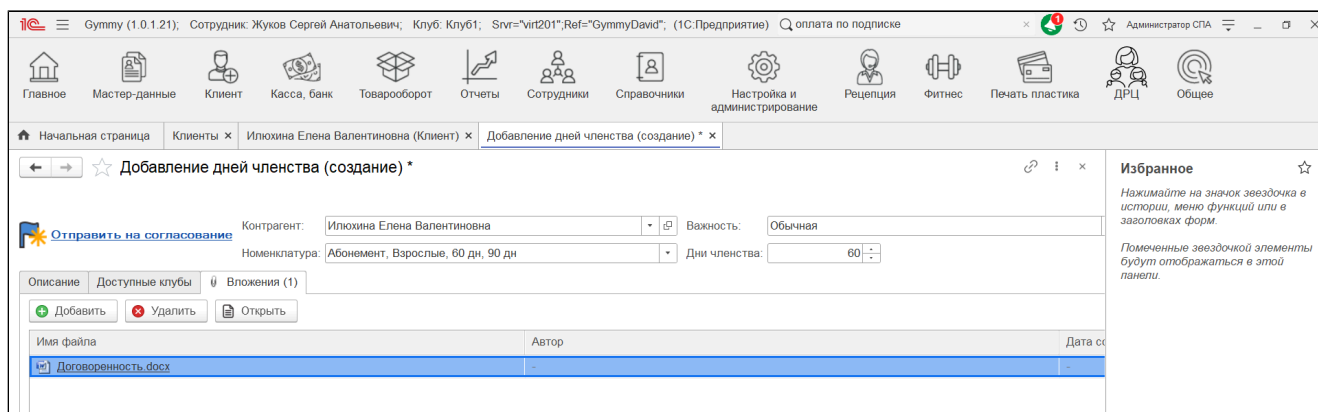 1С Gymmy (1.0.1.21); Сотрудник: Жуков Сергей Анатольевич; Клуб: Клуб1; Srvr="virt201";Ref="GymmyDavid"; (1С:Предприятие) оплата по подписке × 1 Администратор СПА
Главное Мастер-данные Клиент Касса, банк Товарооборот Отчеты Сотрудники Справочники Настройка и администрирование Рецепция Фитнес Печать пластика ДРЦ Общее
Начальная страница Клиенты × Илюхина Елена Валентиновна (Клиент) × Добавление дней членства (создание) * ×
Добавление дней членства (создание) *
Избранное
Нажимайте на значок звездочка в
истории, меню функций или в
заголовках форм.
Помеченные звездочкой элементы
будут отображаться в этой
панели.
Отправить на согласование
Контрагент: Илюхина Елена Валентиновна Важность: Обычная
Номенклатура: Абонемент, Взрослые, 60 дн, 90 дн Дни членства: 60
Описание Доступные клубы Вложения (1)
Добавить Удалить Открыть
Имя файла Автор Дата
Договоренность.docx - -